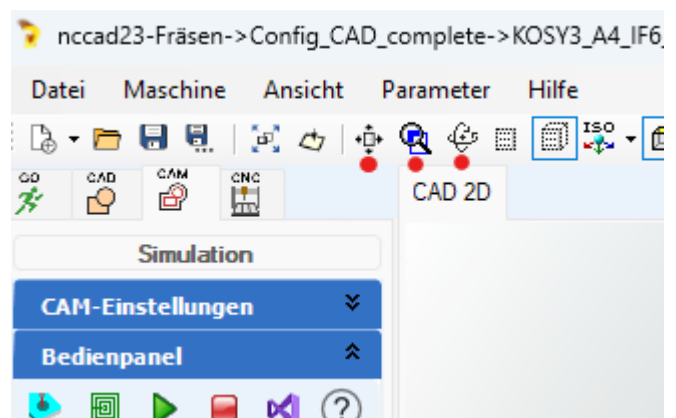 nccad23-Fräsen->Config_CAD_complete->KOSY3_A4_IF6_
Datei Maschine Ansicht Parameter Hilfe
ISO
GO CAD CAM CNC
CAD 2D
Simulation
CAM-Einstellungen
Bedienpanel